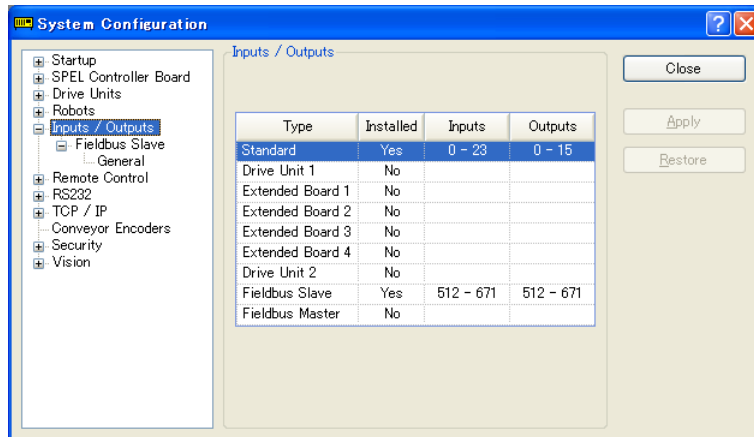 System Configuration
Startup
SPEL Controller Board
Drive Units
Robots
Inputs / Outputs
Fieldbus Slave
General
Remote Control
RS232
TCP / IP
Conveyor Encoders
Security
Vision
Inputs / Outputs
Type Installed Inputs Outputs
Standard Yes 0 - 23 0 - 15
Drive Unit 1 No
Extended Board 1 No
Extended Board 2 No
Extended Board 3 No
Extended Board 4 No
Drive Unit 2 No
Fieldbus Slave Yes 512 - 671 512 - 671
Fieldbus Master No
Close
Apply
Restore